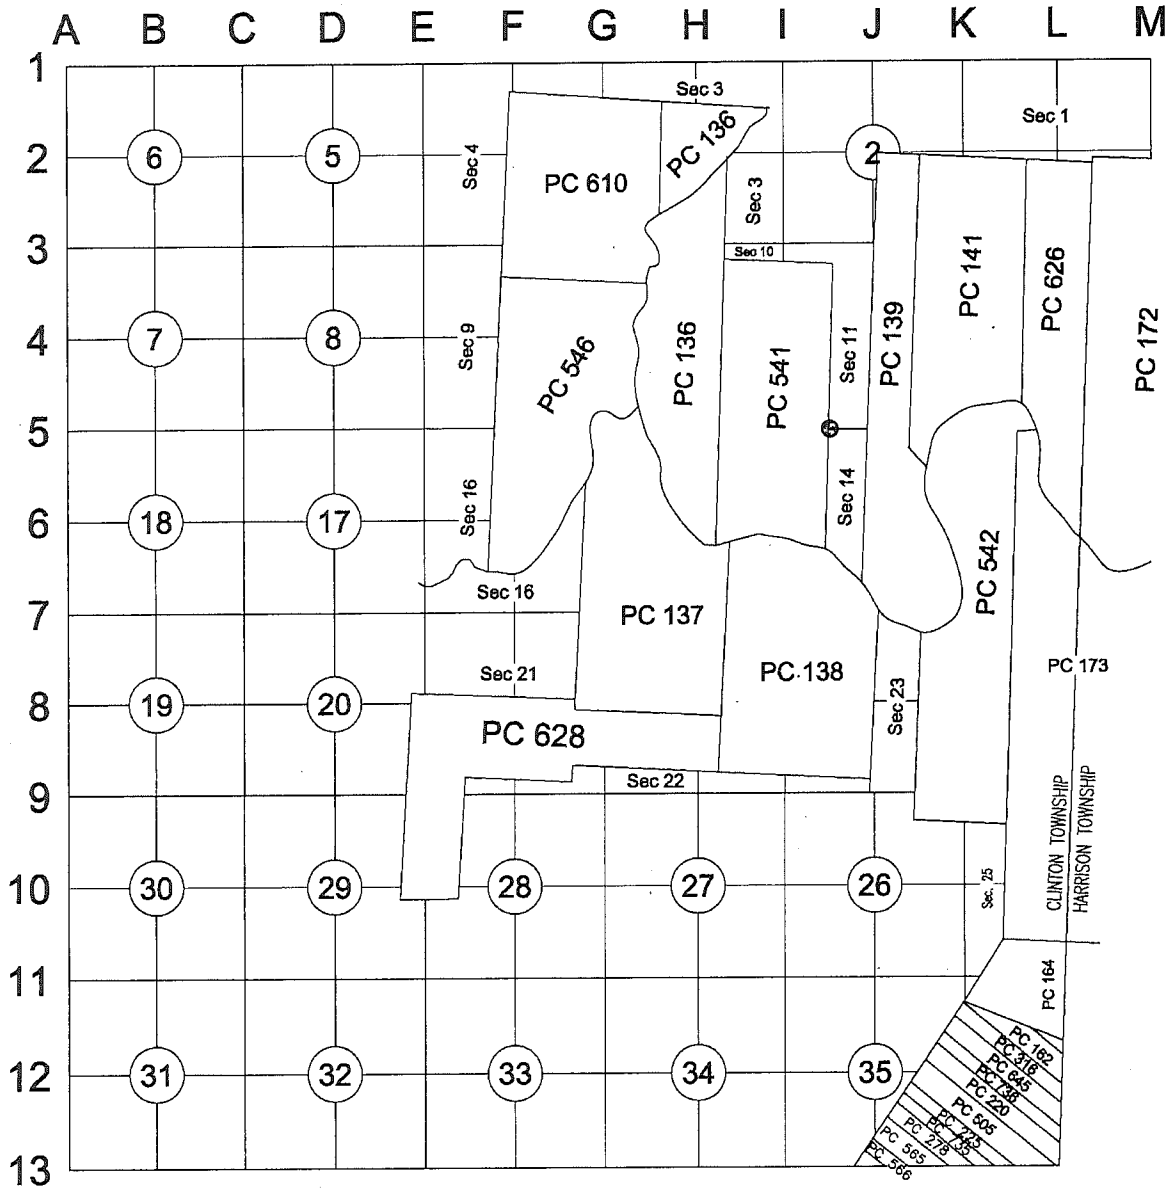 A B C D E F G H I J K L M
1
Sec 3
Sec 1
PC 136
2
6
5
Sec 4
PC 610
2
Sec 3
3
Sec 10
PC 141
PC 626
4
7
8
Sec 9
PC 546
PC 136
PC 541
Sec 11
PC 139
PC 172
5
6
18
17
Sec 16
Sec 14
PC 542
Sec 16
7
PC 137
PC 138
PC 173
Sec 21
8
19
20
PC 628
Sec 23
Sec 22
9
CLINTON TOWNSHIP
HARRISON TOWNSHIP
10
30
29
28
27
26
Sec. 25
11
PC 164
12
31
32
33
34
35
PC 162
PC 316
PC 645
PC 736
PC 220
PC 505
PC 735
PC 278
PC 565
PC 566
13